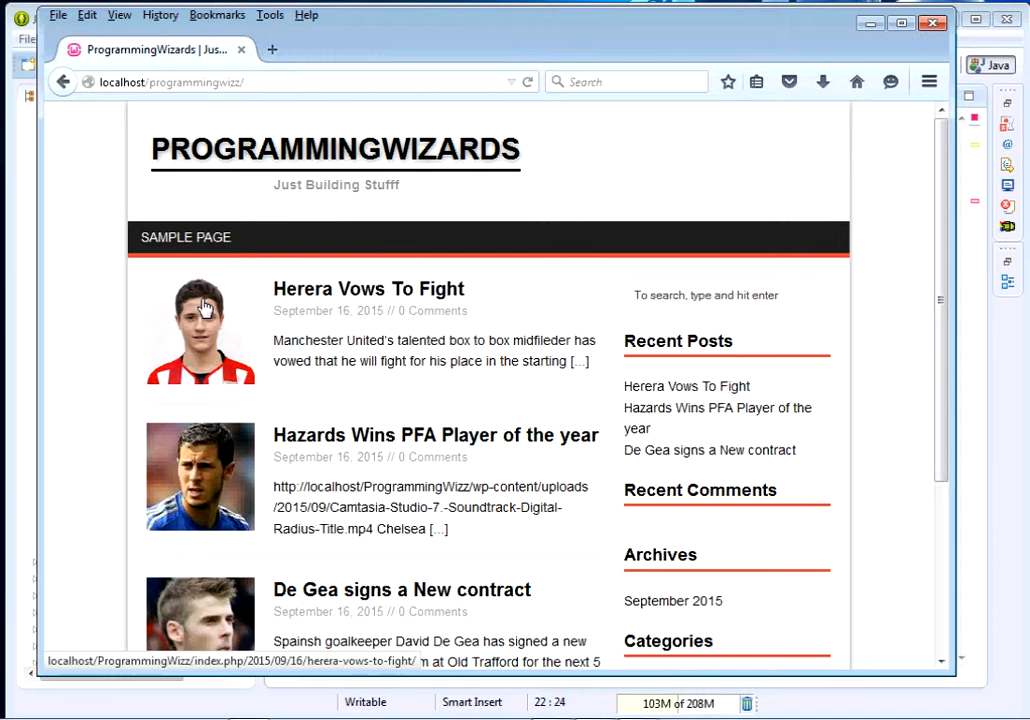 File Edit View History Bookmarks Tools Help
ProgrammingWizards | Jus...
File
Java
localhost/programmingwizz/
Search
PROGRAMMINGWIZARDS
Just Building Stufff
SAMPLE PAGE
Herera Vows To Fight
September 16, 2015 // 0 Comments
Manchester United's talented box to box midfileder has
vowed that he will fight for his place in the starting [...]
Hazards Wins PFA Player of the year
September 16, 2015 // 0 Comments
http://localhost/ProgrammingWizz/wp-content/uploads
/2015/09/Camtasia-Studio-7.-Soundtrack-Digital-
Radius-Title.mp4 Chelsea [...]
De Gea signs a New contract
September 16, 2015 // 0 Comments
Spainsh goalkeeper David De Gea has signed a new
m at Old Trafford for the next 5
To search, type and hit enter
Recent Posts
Herera Vows To Fight
Hazards Wins PFA Player of the
year
De Gea signs a New contract
Recent Comments
Archives
September 2015
Categories
localhost/ProgrammingWizz/index.php/2015/09/16/herera-vows-to-fight/
Writable
Smart Insert
22 : 24
103M of 208M